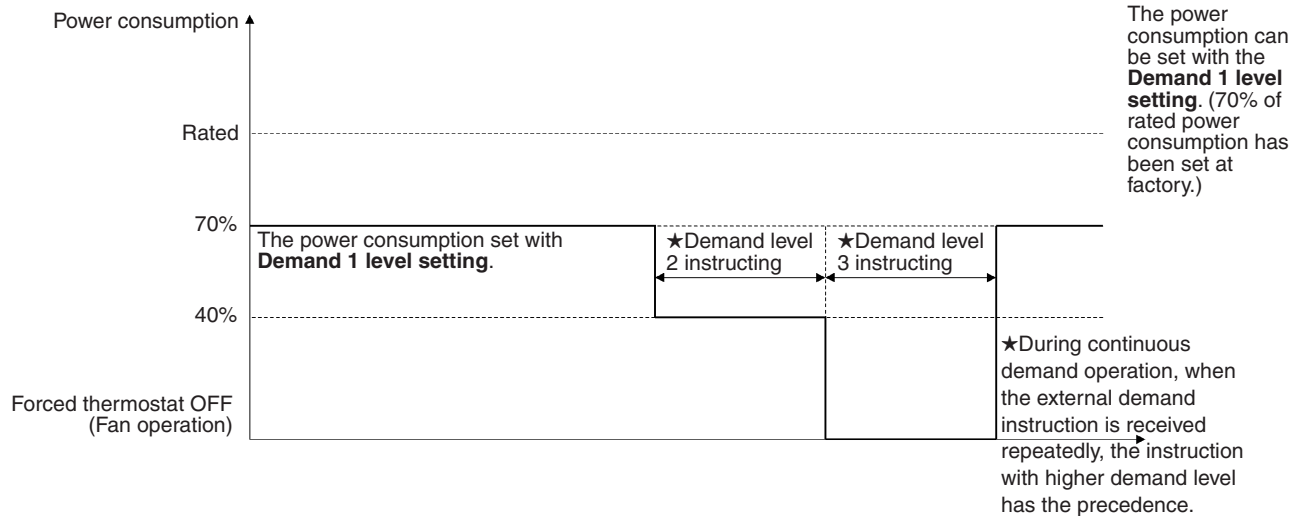 Power consumption
The power
consumption can
be set with the
Demand 1 level
setting. (70% of
rated power
consumption has
been set at
factory.)
Rated
70%
The power consumption set with
Demand 1 level setting.
★Demand level
2 instructing
★Demand level
3 instructing
40%
★During continuous
demand operation, when
the external demand
instruction is received
repeatedly, the instruction
with higher demand level
has the precedence.
Forced thermostat OFF
(Fan operation)